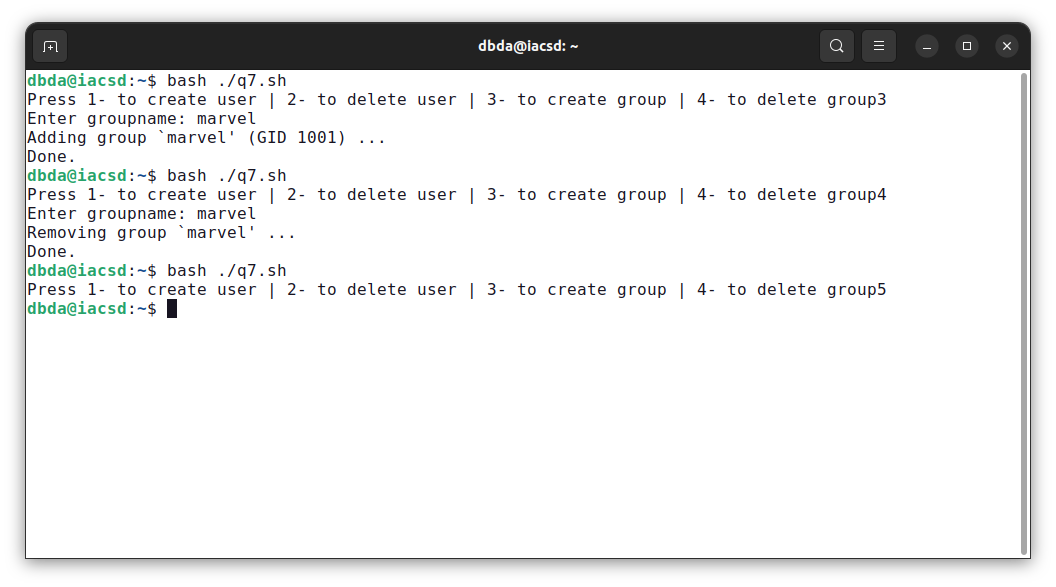 dbda@iacsd: ~
dbda@iacsd:~$ bash ./q7.sh
Press 1- to create user | 2- to delete user | 3- to create group | 4- to delete group3
Enter groupname: marvel
Adding group `marvel' (GID 1001) ...
Done.
dbda@iacsd:~$ bash ./q7.sh
Press 1- to create user | 2- to delete user | 3- to create group | 4- to delete group4
Enter groupname: marvel
Removing group `marvel' ...
Done.
dbda@iacsd:~$ bash ./q7.sh
Press 1- to create user | 2- to delete user | 3- to create group | 4- to delete group5
dbda@iacsd:~$